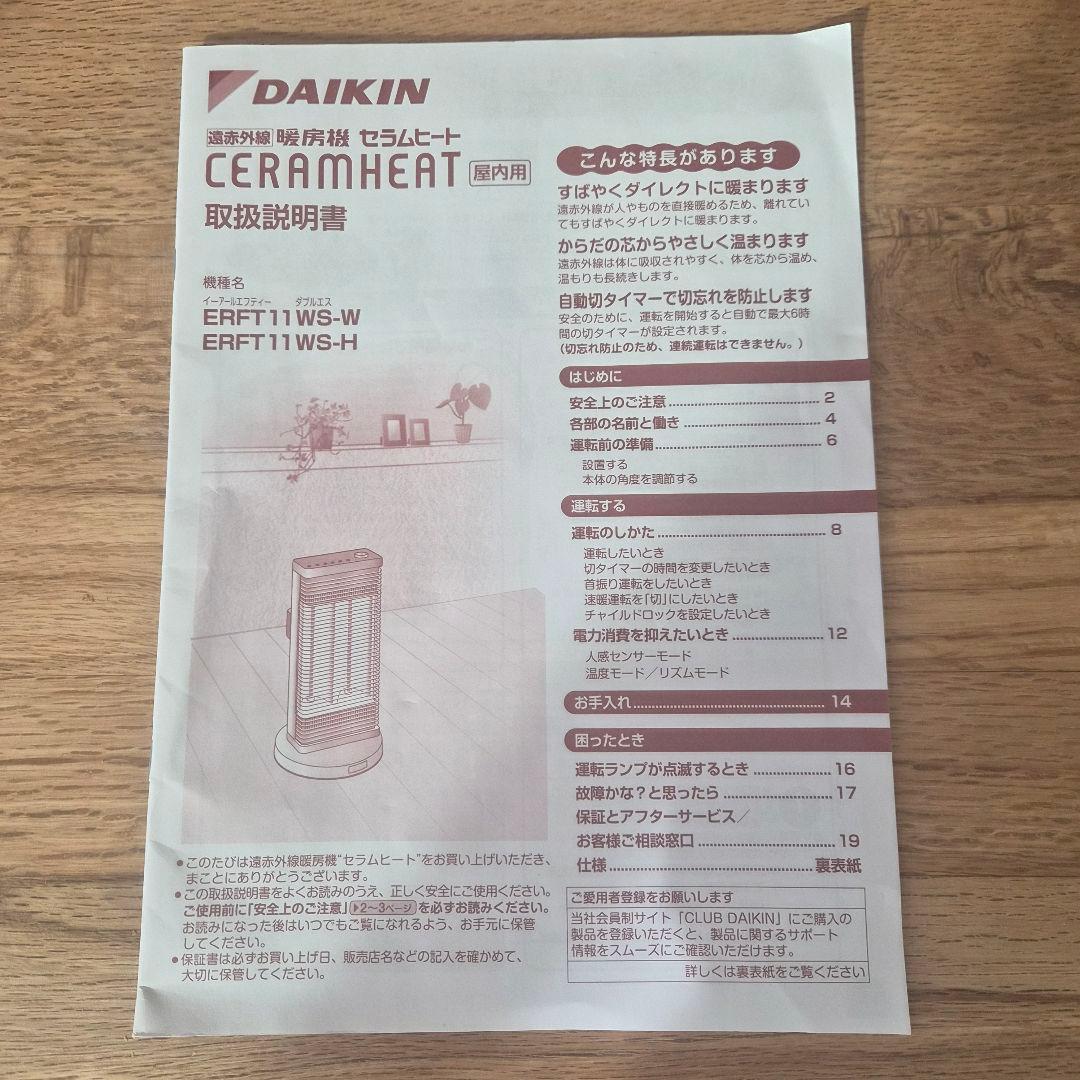 DAIKIN
遠赤外線 暖房機 セラムヒート
CERAMHEAT 屋内用
取扱説明書
機種名
イーアールエフティー ダブルエス
ERFT11WS-W
ERFT11WS-H
●このたびは遠赤外線暖房機“セラムヒート”をお買い上げいただき、
まことにありがとうございます。
●この取扱説明書をよくお読みのうえ、正しく安全にご使用ください。
ご使用前に「安全上のご注意」▶2〜3ページを必ずお読みください。
お読みになった後はいつでもご覧になれるよう、お手元に保管
してください。
●保証書は必ずお買い上げ日、販売店名などの記入を確かめて、
大切に保管してください。
こんな特長があります
すばやくダイレクトに暖まります
遠赤外線が人やものを直接暖めるため、離れてい
てもすばやくダイレクトに暖まります。
からだの芯からやさしく温まります
遠赤外線は体に吸収されやすく、体を芯から温め、
温もりも長続きします。
自動切タイマーで切忘れを防止します
安全のために、運転を開始すると自動で最大6時
間の切タイマーが設定されます。
(切忘れ防止のため、連続運転はできません。)
はじめに
安全上のご注意 2
各部の名前と働き 4
運転前の準備 6
設置する
本体の角度を調節する
運転する
運転のしかた 8
運転したいとき
切タイマーの時間を変更したいとき
首振り運転をしたいとき
速暖運転を「切」にしたいとき
チャイルドロックを設定したいとき
電力消費を抑えたいとき 12
人感センサーモード
温度モード／リズムモード
お手入れ 14
困ったとき
運転ランプが点滅するとき 16
故障かな？と思ったら 17
保証とアフターサービス／
お客様ご相談窓口 19
仕様 裏表紙
ご愛用者登録をお願いします
当社会員制サイト「CLUB DAIKIN」にご購入の
製品を登録いただくと、製品に関するサポート
情報をスムーズにご確認いただけます。
詳しくは裏表紙をご覧ください